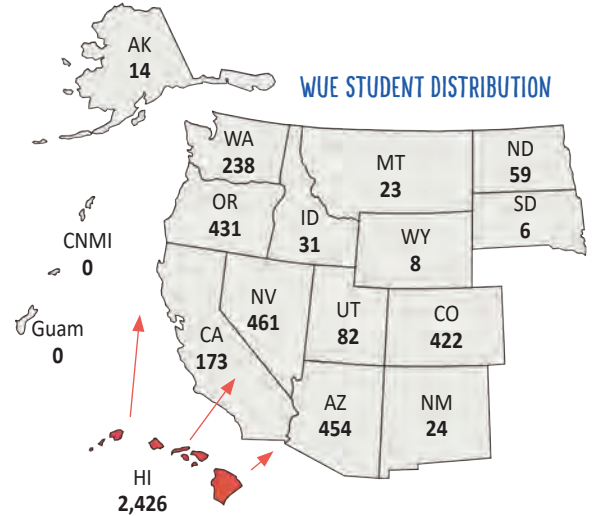 AK
14
WUE STUDENT DISTRIBUTION
WA
238
MT
23
ND
59
OR
431
ID
31
SD
6
WY
8
CNMI
0
NV
461
UT
82
CO
422
Guam
0
CA
173
AZ
454
NM
24
HI
2,426